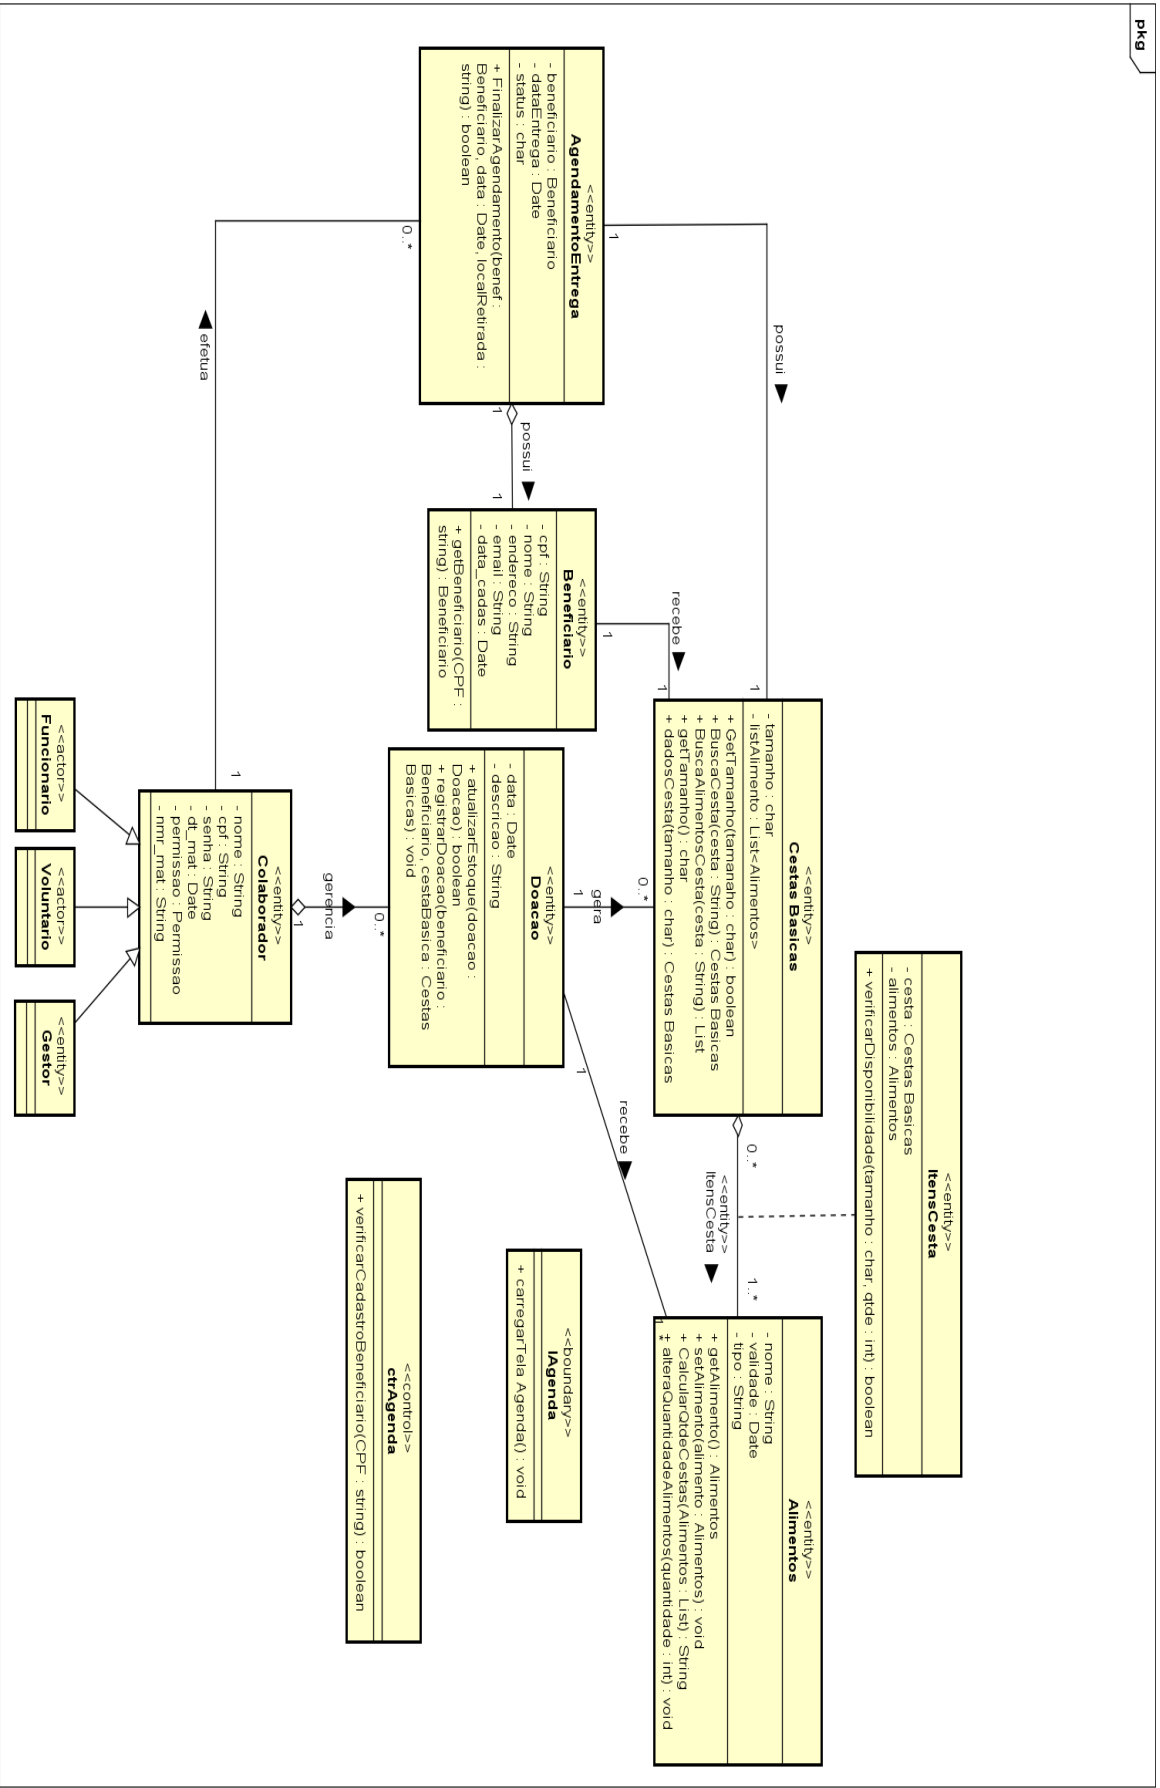 pkg
<<entity>>
AgendamentoEntrega
- beneficiario : Beneficiario
- dataEntrega : Date
- status : char
+ FinalizarAgendamento(benef :
Beneficiario, data : Date, localRetirada :
string) : boolean
1
possui
1
0..*
efetua
1
1
possui
1
<<entity>>
Beneficiario
- cpf : String
- nome : String
- endereco : String
- email : String
- data_cadas : Date
+ getBeneficiario(CPF :
string) : Beneficiario
1
recebe
1
<<entity>>
Cestas Basicas
- tamanho : char
- listAlimento : List<Alimentos>
+ GetTamanho(tamanaho : char) : boolean
+ BuscaCesta(cesta : String) : Cestas Basicas
+ BuscaAlimentosCesta(cesta : String) : List
+ getTamanho() : char
+ dadosCesta(tamanho : char) : Cestas Basicas
0..*
gera
1
<<entity>>
Doacao
- data : Date
- descricao : String
+ atualizarEstoque(doacao :
Doacao) : boolean
+ registrarDoacao(beneficiario :
Beneficiario, cestaBasica : Cestas
Basicas) : void
0..*
gerencia
1
<<entity>>
Colaborador
- nome : String
- cpf : String
- senha : String
- dt_mat : Date
- permissao : Permissao
- nmr_mat : String
<<actor>>
Funcionario
<<actor>>
Voluntario
<<entity>>
Gestor
<<entity>>
ItensCesta
- cesta : Cestas Basicas
- alimentos : Alimentos
+ verificarDisponibilidade(tamanho : char, qtde : int) : boolean
0..*
<<entity>>
ItensCesta
1..*
1
recebe
1..*
<<entity>>
Alimentos
- nome : String
- validade : Date
- tipo : String
+ getAlimento() : Alimentos
+ setAlimento(alimento : Alimentos) : void
+ CalcularQtdeCestas(Alimentos : List) : String
+ alteraQuantidadeAlimentos(quantidade : int) : void
<<boundary>>
IAgenda
+ carregarTela Agenda() : void
<<control>>
ctrAgenda
+ verificarCadastroBeneficiario(CPF : string) : boolean